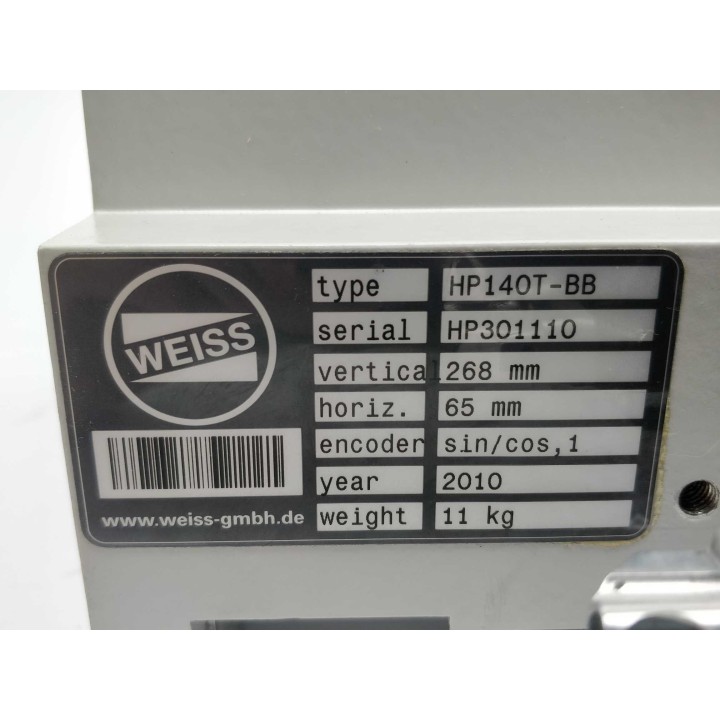 WEISS
www.weiss-gmbh.de
type HP140T-BB
serial HP301110
vertical 268 mm
horiz. 65 mm
encoder sin/cos,1
year 2010
weight 11 kg